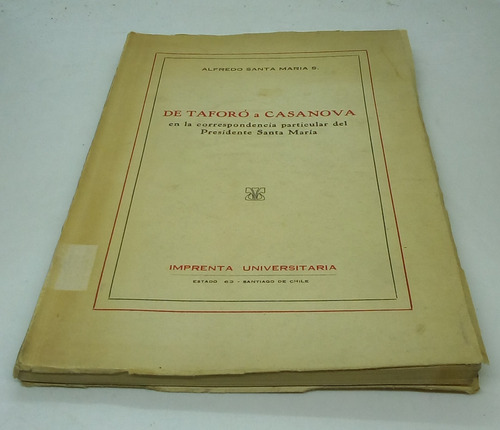 ALFREDO SANTA MARIA S.
DE TAFORÓ a CASANOVA
en la correspondencia particular del
Presidente Santa María
IMPRENTA UNIVERSITARIA
ESTADO 63 - SANTIAGO DE CHILE